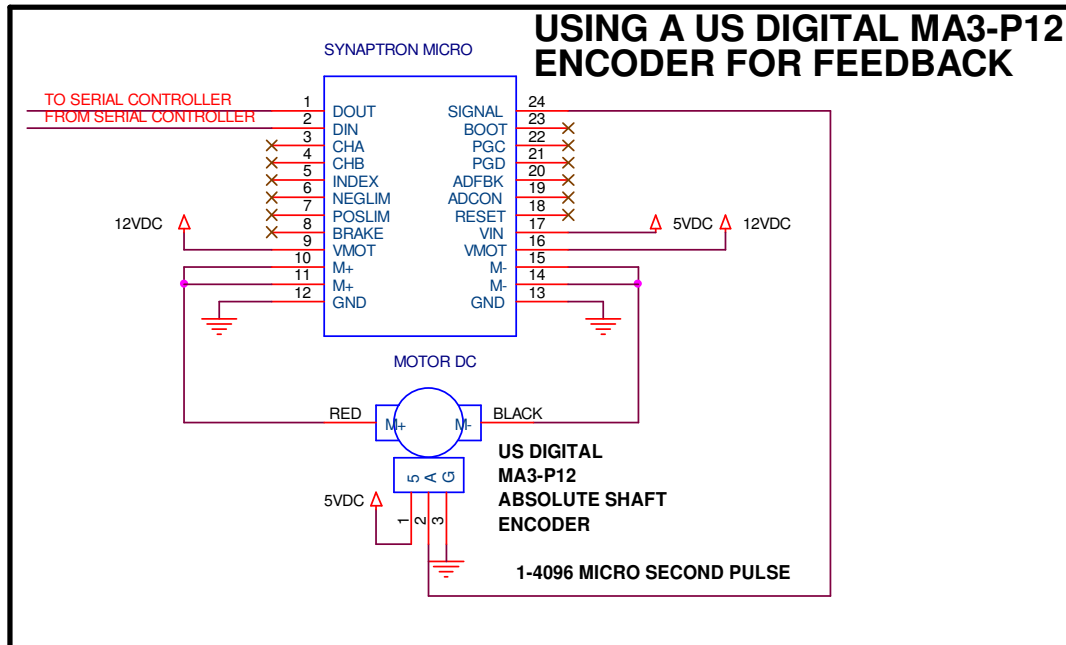 USING A US DIGITAL MA3-P12
ENCODER FOR FEEDBACK
SYNAPTRON MICRO
TO SERIAL CONTROLLER
FROM SERIAL CONTROLLER
1 DOUT SIGNAL 24
2 DIN BOOT 23
3 CHA PGC 22
4 CHB PGD 21
5 INDEX ADFBK 20
6 NEGLIM ADCON 19
7 POSLIM RESET 18
8 BRAKE VIN 17
9 VMOT VMOT 16
10 M+ M- 15
11 M+ M- 14
12 GND GND 13
12VDC
5VDC
12VDC
MOTOR DC
RED M+ M- BLACK
5 A G
1 2 3
5VDC
US DIGITAL
MA3-P12
ABSOLUTE SHAFT
ENCODER
1-4096 MICRO SECOND PULSE